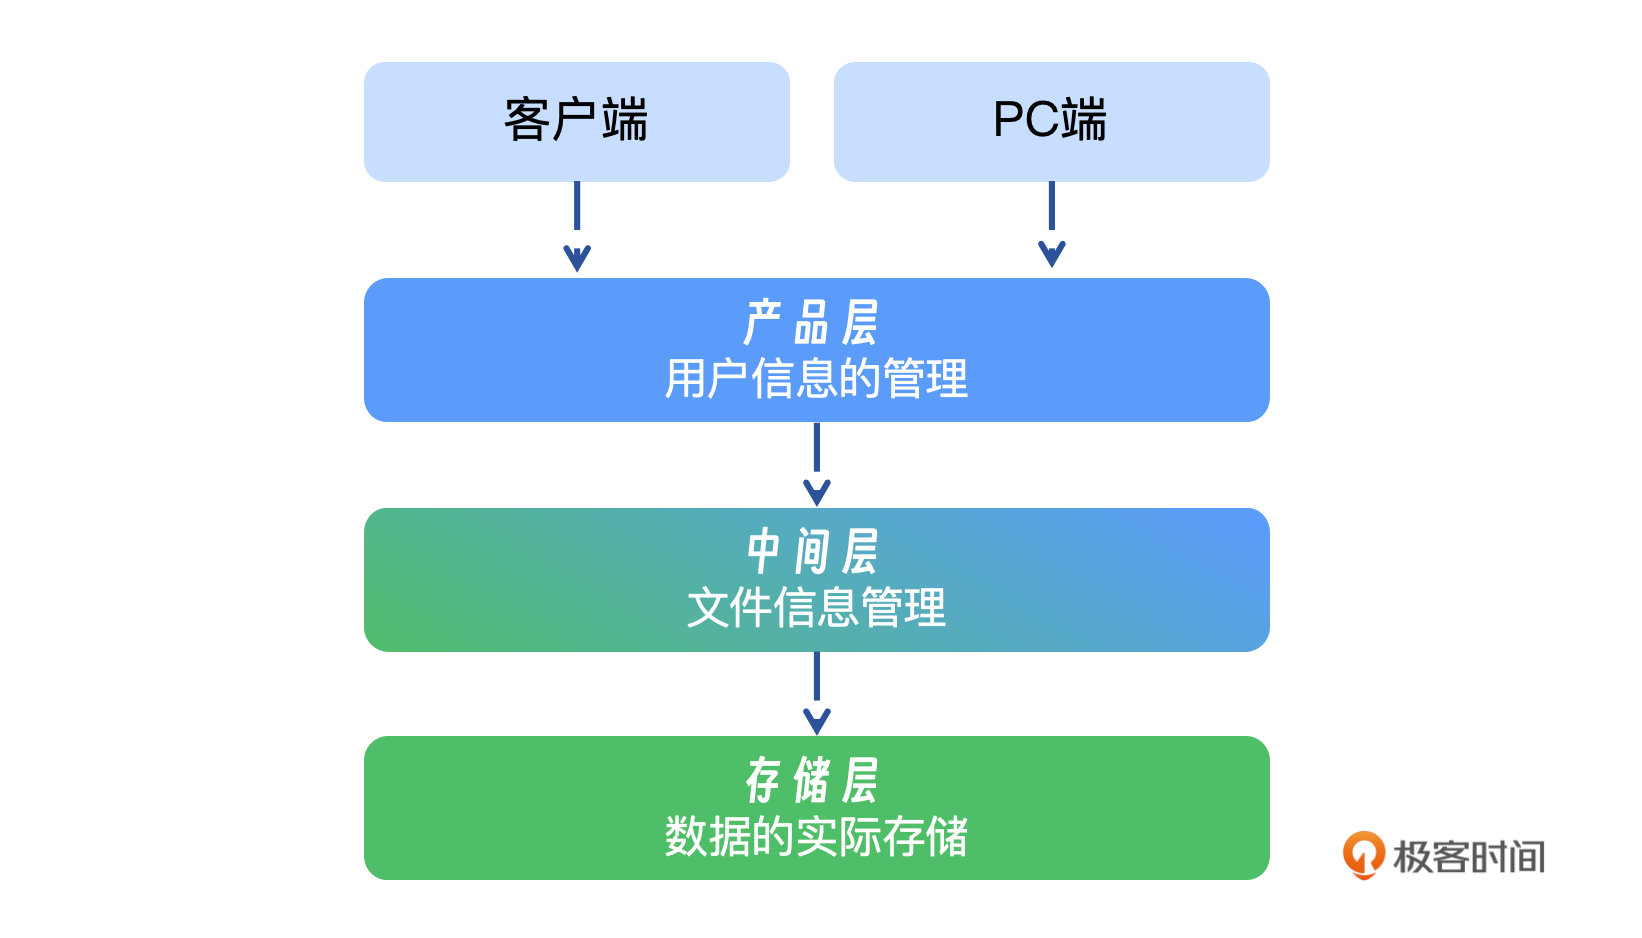 客户端
PC端
产品层
用户信息的管理
中间层
文件信息管理
存储层
数据的实际存储
极客时间